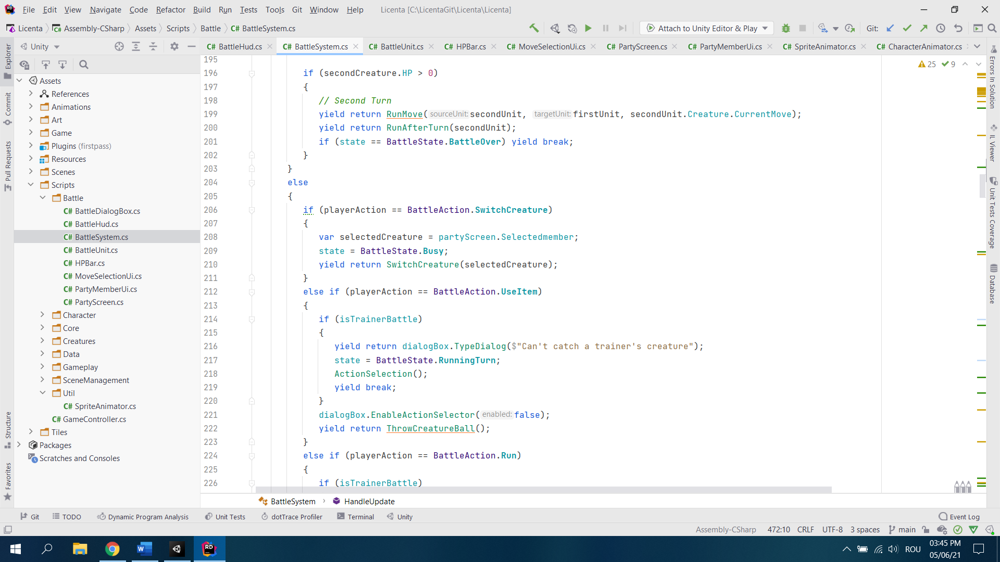 File Edit View Navigate Code Refactor Build Run Tests Tools Git Window Help Licenta [C:\LicentaGit\Licenta\Licenta]
Licenta Assembly-CSharp Assets Scripts Battle C# BattleSystem.cs Attach to Unity Editor & Play Git:
Unity
C# BattleHud.cs C# BattleSystem.cs C# BattleUnit.cs C# HPBar.cs C# MoveSelectionUi.cs C# PartyScreen.cs C# PartyMemberUi.cs C# SpriteAnimator.cs C# CharacterAnimator.cs
25 9
Explorer
Commit
Pull Requests
Structure
Favorites
Assets
References
Animations
Art
Game
Plugins (firstpass)
Resources
Scenes
Scripts
Battle
C# BattleDialogBox.cs
C# BattleHud.cs
C# BattleSystem.cs
C# BattleUnit.cs
C# HPBar.cs
C# MoveSelectionUi.cs
C# PartyMemberUi.cs
C# PartyScreen.cs
Character
Core
Creatures
Data
Gameplay
SceneManagement
Util
C# SpriteAnimator.cs
C# GameController.cs
Tiles
Packages
Scratches and Consoles
195
196 if (secondCreature.HP > 0)
197 {
198 // Second Turn
199 yield return RunMove(sourceUnit: secondUnit, targetUnit: firstUnit, secondUnit.Creature.CurrentMove);
200 yield return RunAfterTurn(secondUnit);
201 if (state == BattleState.BattleOver) yield break;
202 }
203 }
204 else
205 {
206 if (playerAction == BattleAction.SwitchCreature)
207 {
208 var selectedCreature = partyScreen.Selectedmember;
209 state = BattleState.Busy;
210 yield return SwitchCreature(selectedCreature);
211 }
212 else if (playerAction == BattleAction.UseItem)
213 {
214 if (isTrainerBattle)
215 {
216 yield return dialogBox.TypeDialog($"Can't catch a trainer's creature");
217 state = BattleState.RunningTurn;
218 ActionSelection();
219 yield break;
220 }
221 dialogBox.EnableActionSelector(enabled: false);
222 yield return ThrowCreatureBall();
223 }
224 else if (playerAction == BattleAction.Run)
225 {
226 if (isTrainerBattle)
Errors In Solution
IL Viewer
Unit Tests Coverage
Database
BattleSystem HandleUpdate
Git TODO Dynamic Program Analysis Unit Tests dotTrace Profiler Terminal Unity Event Log
Assembly-CSharp 472:10 CRLF UTF-8 3 spaces main
RD
W
ROU
03:45 PM
05/06/21